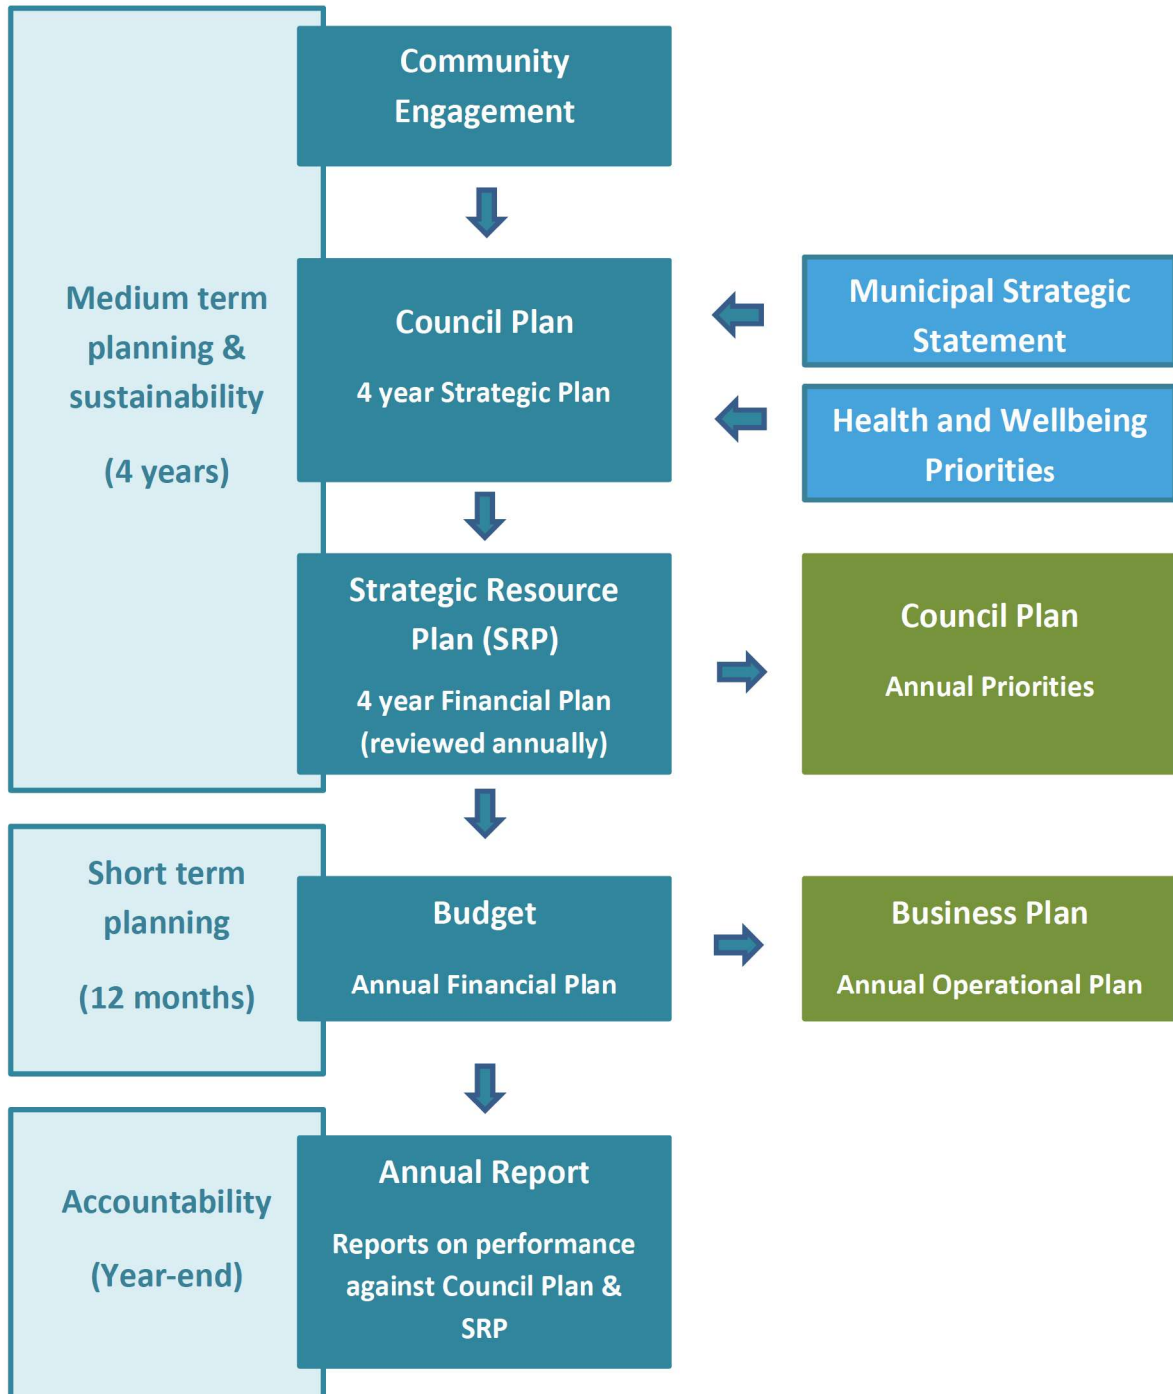 Community
Engagement
Medium term
planning &
sustainability
(4 years)
Council Plan
4 year Strategic Plan
Municipal Strategic
Statement
Health and Wellbeing
Priorities
Strategic Resource
Plan (SRP)
4 year Financial Plan
(reviewed annually)
Council Plan
Annual Priorities
Short term
planning
(12 months)
Budget
Annual Financial Plan
Business Plan
Annual Operational Plan
Accountability
(Year-end)
Annual Report
Reports on performance
against Council Plan &
SRP